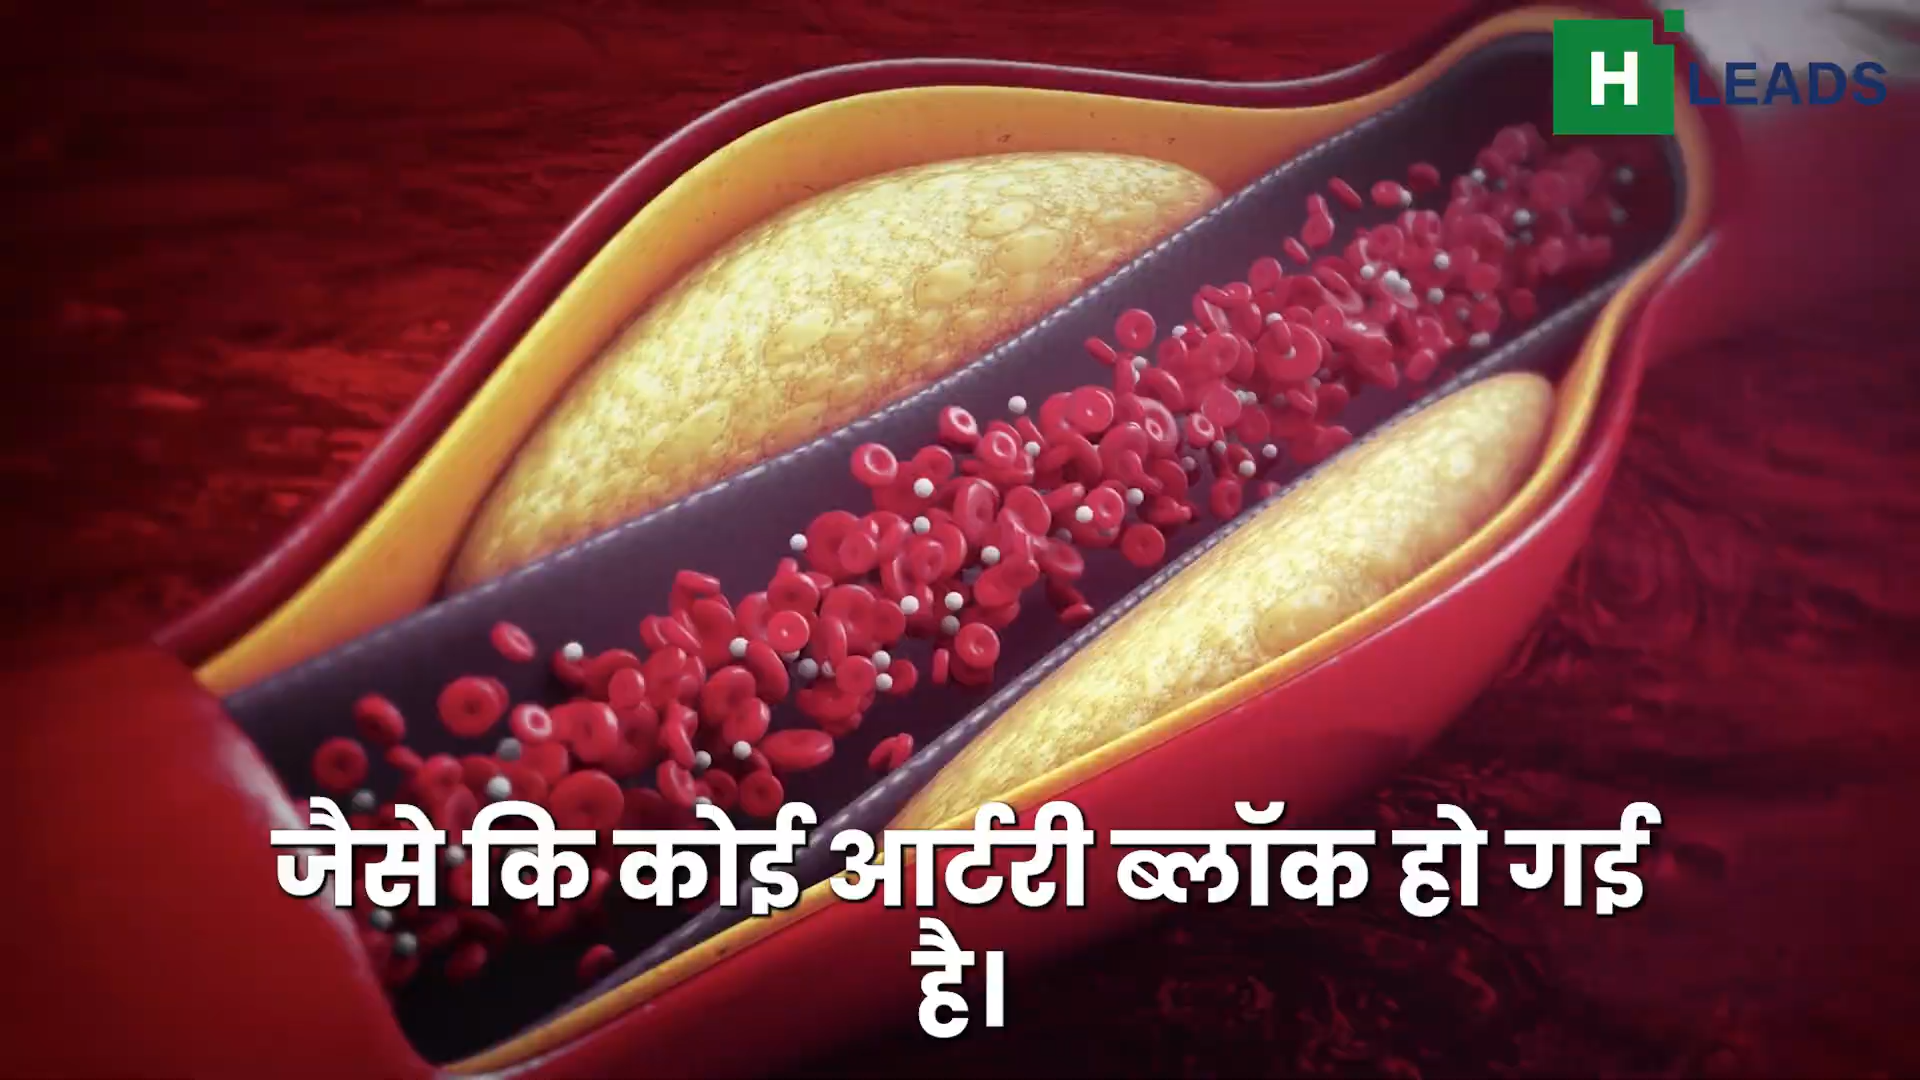 H LEADS
जैसे कि कोई आर्टरी ब्लॉक हो गई
है।